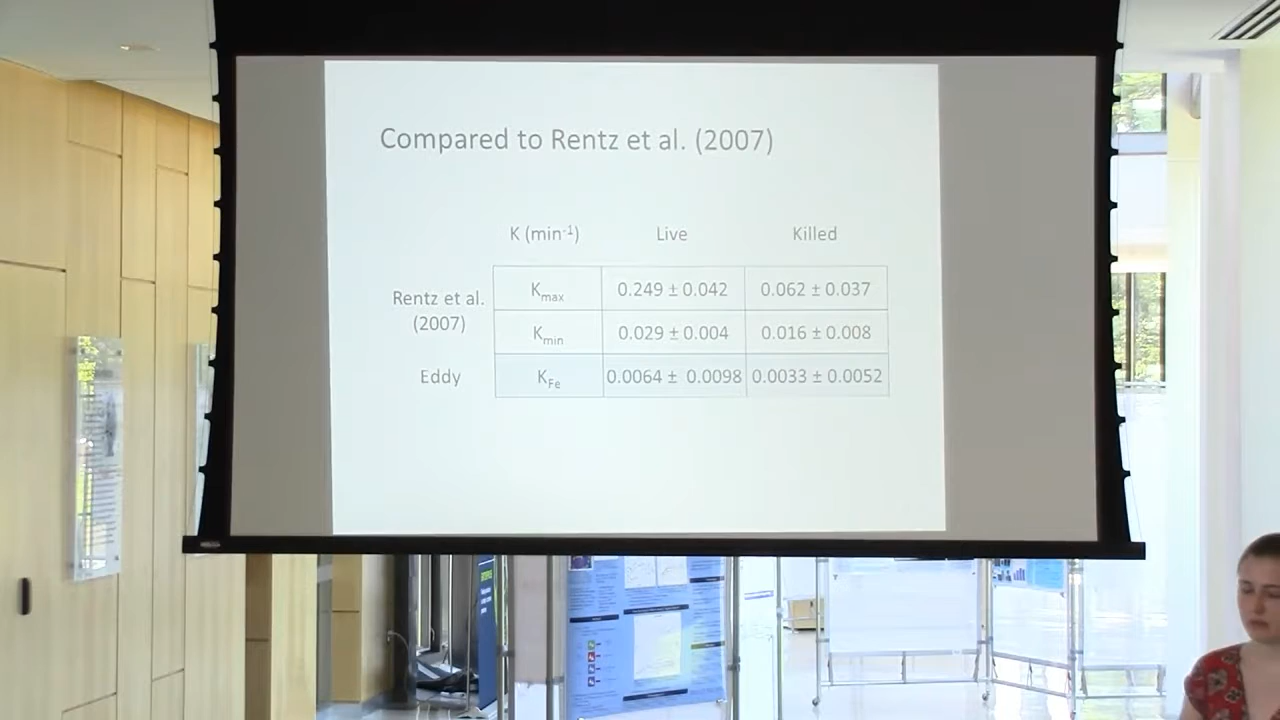 Compared to Rentz et al. (2007)
K (min⁻¹) Live Killed
Rentz et al. (2007)
Kmax 0.249 ± 0.042 0.062 ± 0.037
Kmin 0.029 ± 0.004 0.016 ± 0.008
Eddy KFe 0.0064 ± 0.0098 0.0033 ± 0.0052